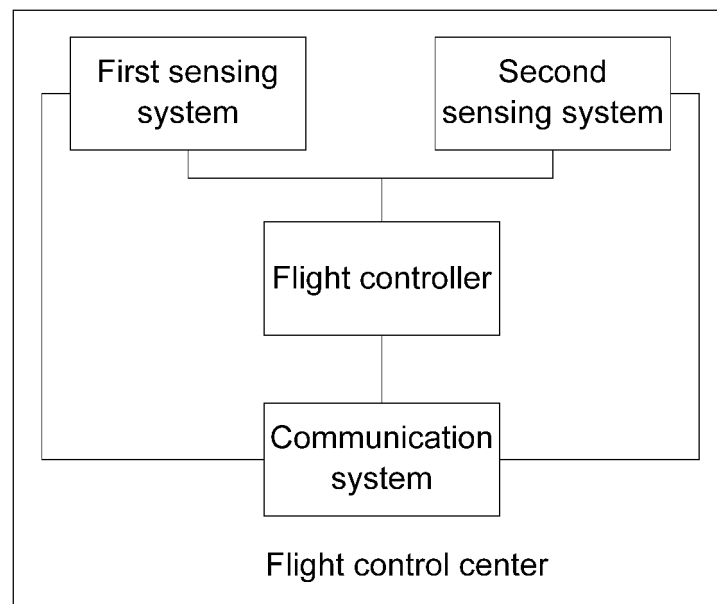 First sensing
system
Second
sensing system
Flight controller
Communication
system
Flight control center